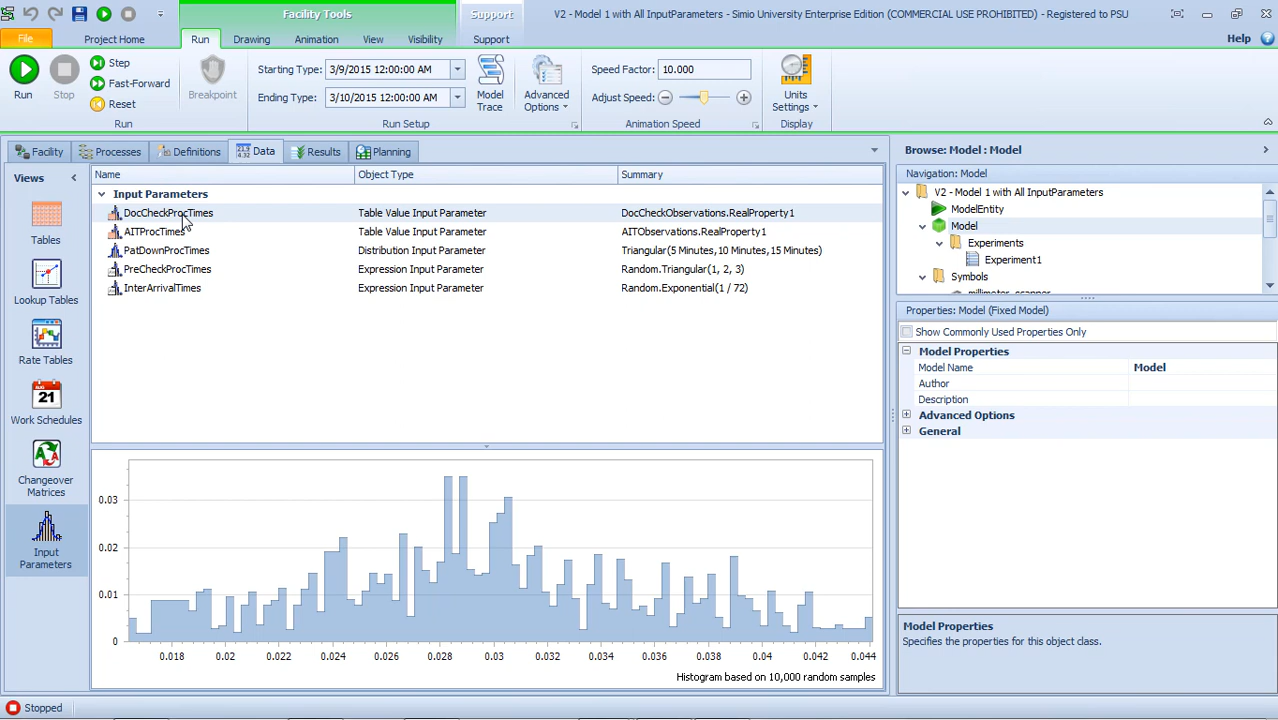 Facility Tools
Support
V2 - Model 1 with All InputParameters - Simio University Enterprise Edition (COMMERCIAL USE PROHIBITED) - Registered to PSU
File
Project Home
Run
Drawing
Animation
View
Visibility
Support
Help
Run
Stop
Step
Fast-Forward
Reset
Run
Breakpoint
Starting Type: 3/9/2015 12:00:00 AM
Ending Type: 3/10/2015 12:00:00 AM
Model Trace
Advanced Options
Run Setup
Speed Factor: 10.000
Adjust Speed:
Animation Speed
Units Settings
Display
Facility
Processes
Definitions
Data
Results
Planning
Browse: Model : Model
Views
Tables
Lookup Tables
Rate Tables
AUG 21
Work Schedules
Changeover Matrices
Input Parameters
Name Object Type Summary
Input Parameters
DocCheckProcTimes Table Value Input Parameter DocCheckObservations.RealProperty1
AITProcTimes Table Value Input Parameter AITObservations.RealProperty1
PatDownProcTimes Distribution Input Parameter Triangular(5 Minutes,10 Minutes,15 Minutes)
PreCheckProcTimes Expression Input Parameter Random.Triangular(1, 2, 3)
InterArrivalTimes Expression Input Parameter Random.Exponential(1 / 72)
0.03
0.02
0.01
0
0.018 0.02 0.022 0.024 0.026 0.028 0.03 0.032 0.034 0.036 0.038 0.04 0.042 0.044
Histogram based on 10,000 random samples
Navigation: Model
V2 - Model 1 with All InputParameters
ModelEntity
Model
Experiments
Experiment1
Symbols
Properties: Model (Fixed Model)
Show Commonly Used Properties Only
Model Properties
Model Name Model
Author
Description
Advanced Options
General
Model Properties
Specifies the properties for this object class.
Stopped